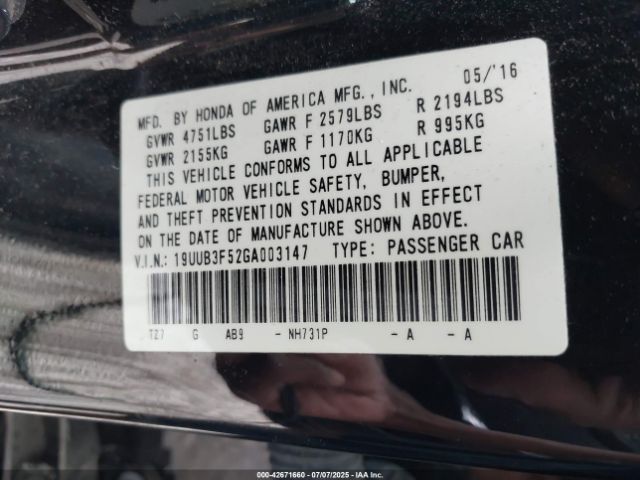 MFD. BY HONDA OF AMERICA MFG., INC. 05/'16
GVWR 4751LBS GAWR F 2579LBS R 2194LBS
GVWR 2155KG GAWR F 1170KG R 995KG
THIS VEHICLE CONFORMS TO ALL APPLICABLE
FEDERAL MOTOR VEHICLE SAFETY, BUMPER,
AND THEFT PREVENTION STANDARDS IN EFFECT
ON THE DATE OF MANUFACTURE SHOWN ABOVE.
V.I.N.: 19UUB3F52GA003147 TYPE: PASSENGER CAR
TZ7 G AB9 - NH731P - A - A
000-42671660 07/07/2025 - IAAI.COM